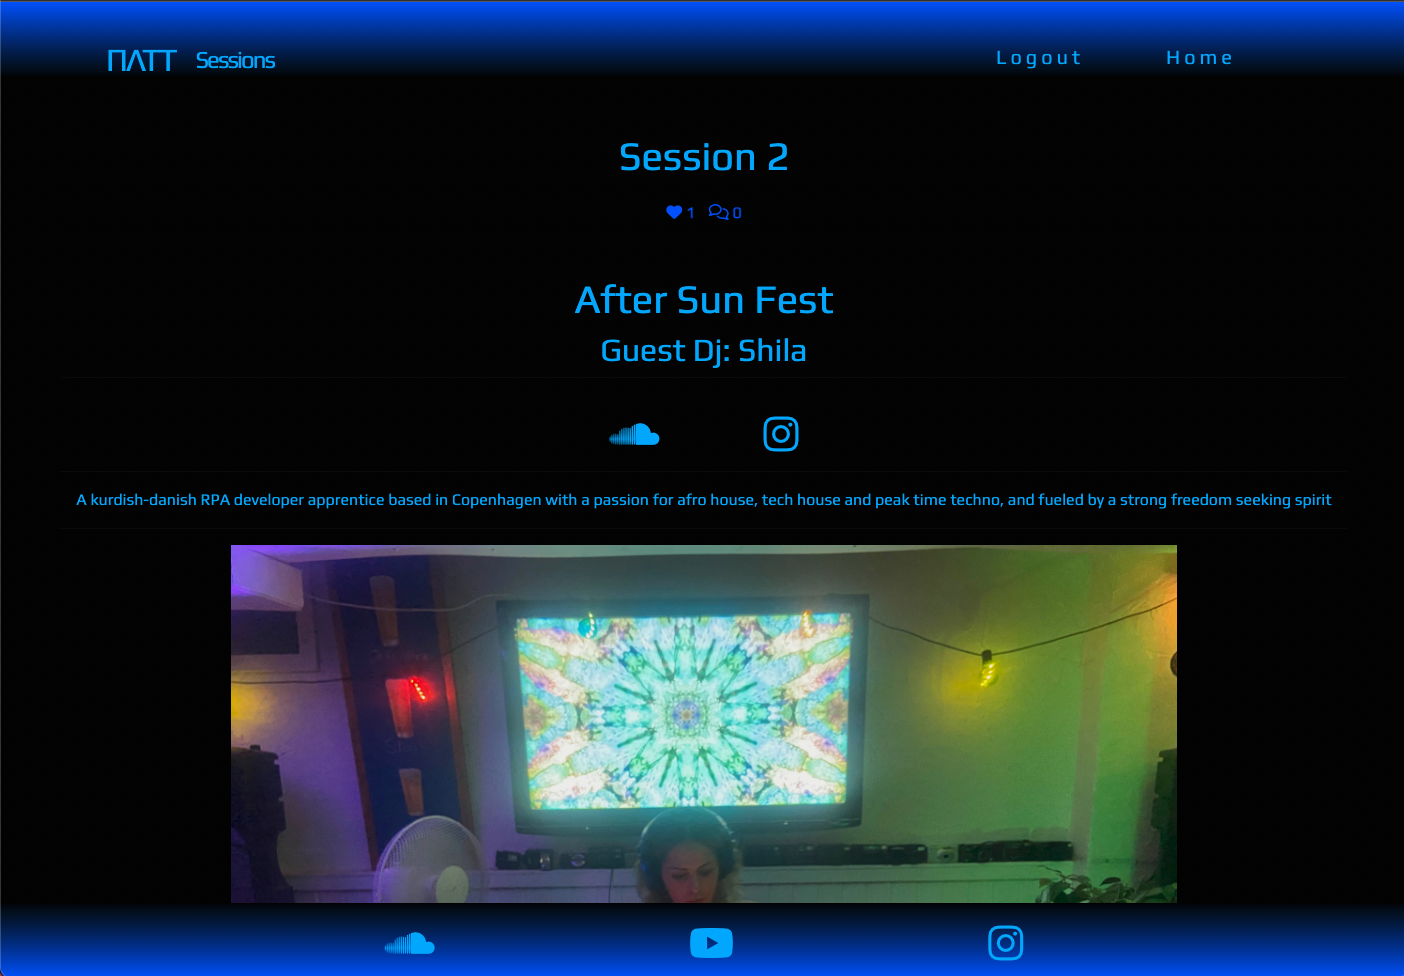 ПΛTT Sessions
Logout Home
Session 2
1 0
After Sun Fest
Guest Dj: Shila
A kurdish-danish RPA developer apprentice based in Copenhagen with a passion for afro house, tech house and peak time techno, and fueled by a strong freedom seeking spirit